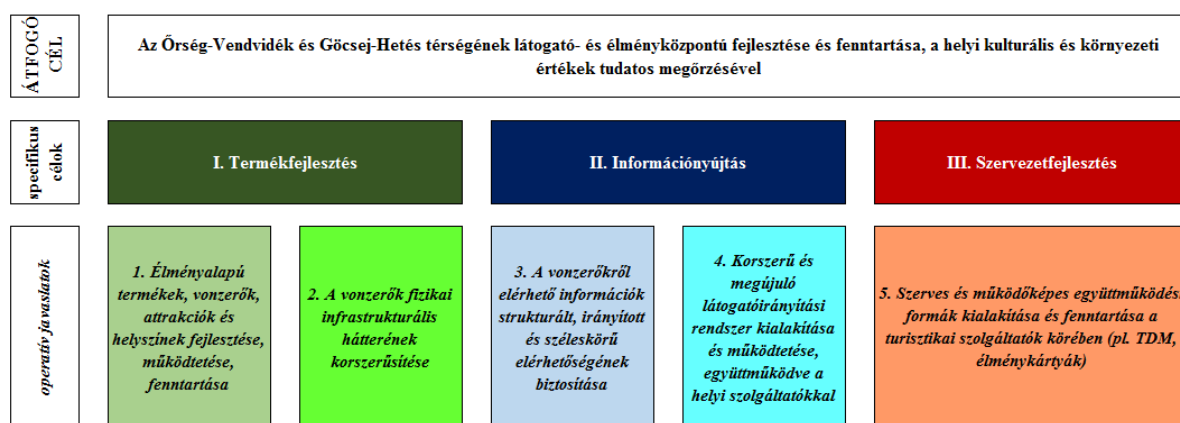 ÁTFOGÓ
CÉL
Az Őrség-Vendvidék és Göcsej-Hetés térségének látogató- és élményközpontú fejlesztése és fenntartása, a helyi kulturális és környezeti
értékek tudatos megőrzésével
specifikus
célok
I. Termékfejlesztés
II. Információnyújtás
III. Szervezetfejlesztés
operatív javaslatok
1. Élményalapú
termékek, vonzerők,
attrakciók és
helyszínek fejlesztése,
működtetése,
fenntartása
2. A vonzerők fizikai
infrastrukturális
hátterének
korszerűsítése
3. A vonzerőkről
elérhető információk
strukturált, irányított
és széleskörű
elérhetőségének
biztosítása
4. Korszerű és
megújuló
látogatóirányítási
rendszer kialakítása
és működtetése,
együttműködve a
helyi szolgáltatókkal
5. Szerves és működőképes együttműködési
formák kialakítása és fenntartása a
turisztikai szolgáltatók körében (pl. TDM,
élménykártyák)